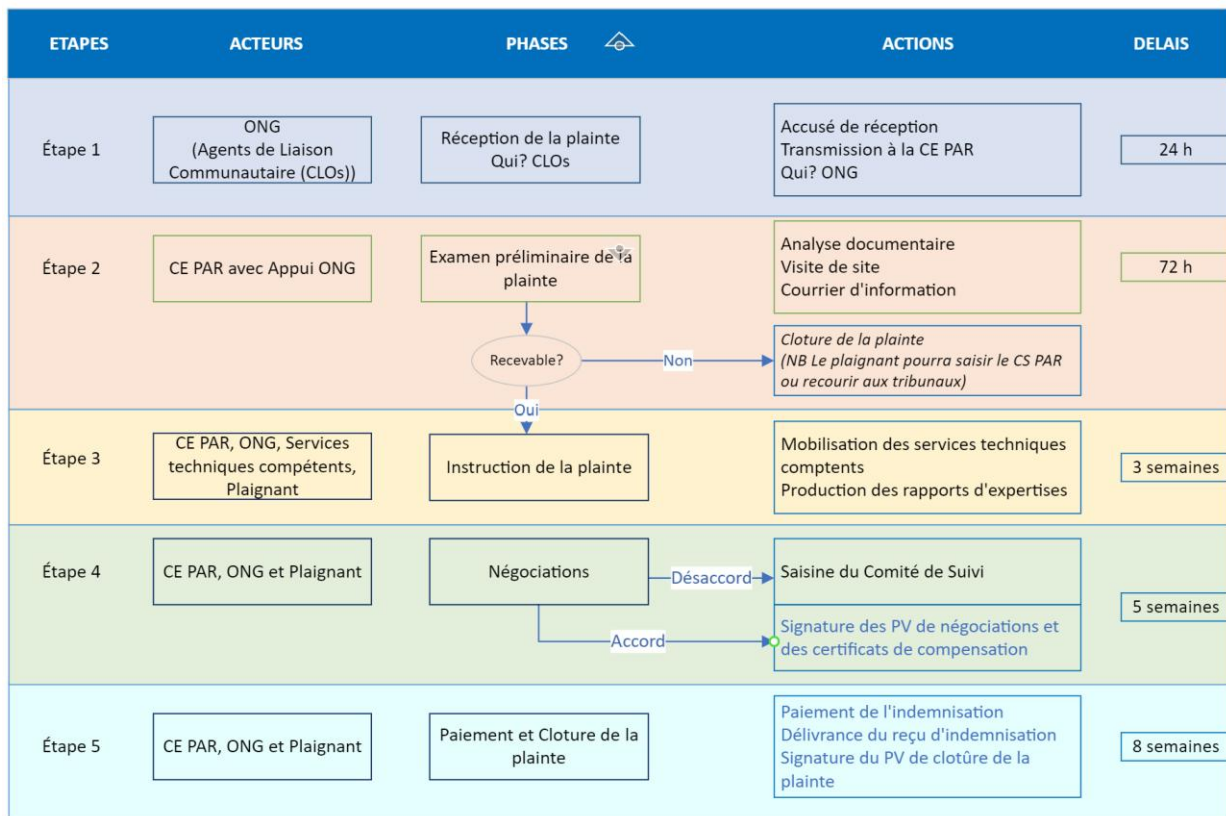 ETAPES ACTEURS PHASES ACTIONS DELAIS
Étape 1
ONG
(Agents de Liaison
Communautaire (CLOs))
Réception de la plainte
Qui? CLOs
Accusé de réception
Transmission à la CE PAR
Qui? ONG
24 h
Étape 2
CE PAR avec Appui ONG
Examen préliminaire de la
plainte
Analyse documentaire
Visite de site
Courrier d'information
72 h
Recevable?
Non
Cloture de la plainte
(NB Le plaignant pourra saisir le CS PAR
ou recourir aux tribunaux)
Oui
Étape 3
CE PAR, ONG, Services
techniques compétents,
Plaignant
Instruction de la plainte
Mobilisation des services techniques
comptents
Production des rapports d'expertises
3 semaines
Étape 4
CE PAR, ONG et Plaignant
Négociations
Désaccord
Saisine du Comité de Suivi
Accord
Signature des PV de négociations et
des certificats de compensation
5 semaines
Étape 5
CE PAR, ONG et Plaignant
Paiement et Cloture de la
plainte
Paiement de l'indemnisation
Délivrance du reçu d'indemnisation
Signature du PV de clotûre de la
plainte
8 semaines